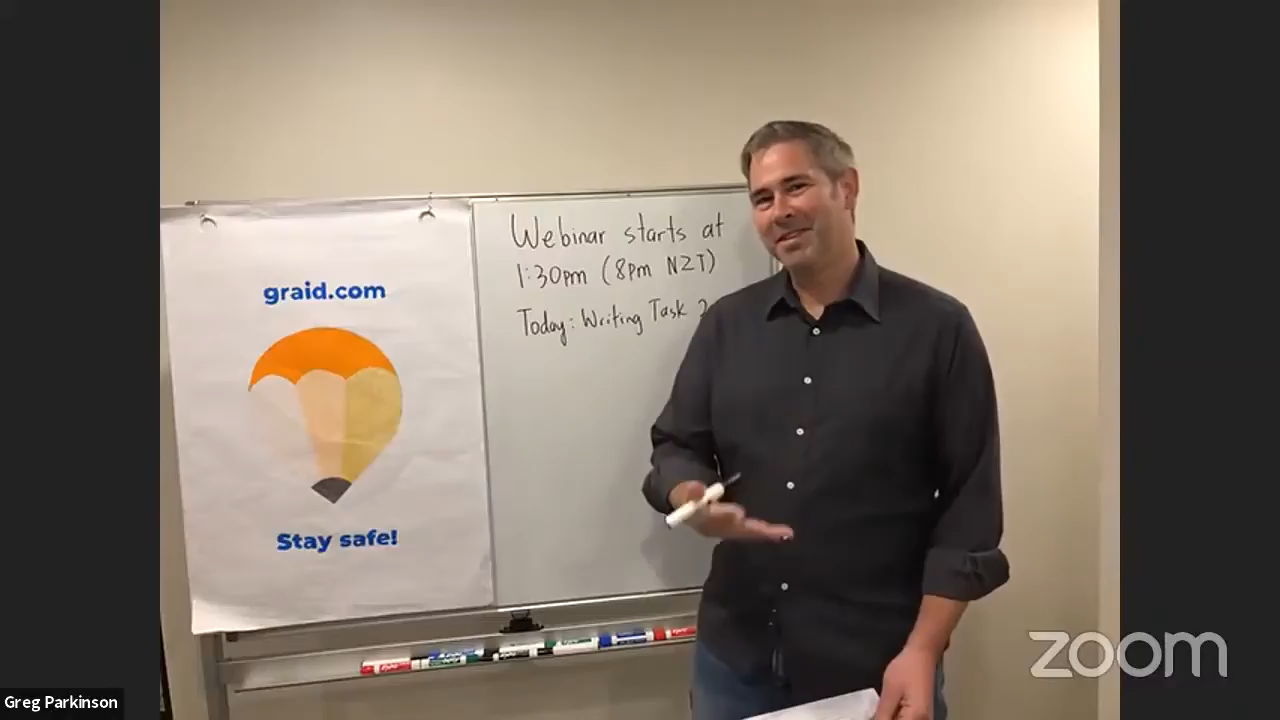 graid.com
Stay safe!
Webinar starts at
1:30pm (8pm NZT)
Today: Writing Task 2
Greg Parkinson
zoom